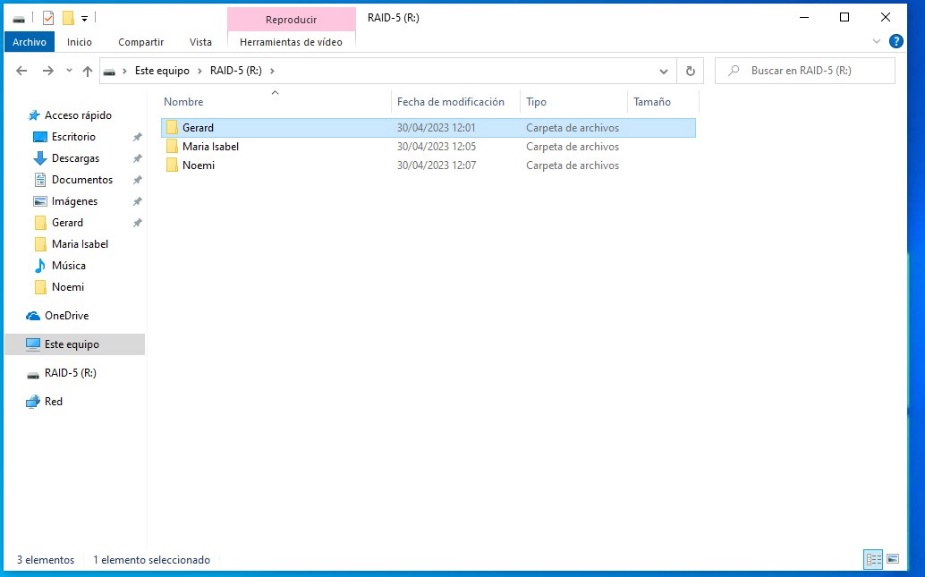 Reproducir RAID-5 (R:)
Archivo Inicio Compartir Vista Herramientas de vídeo
Este equipo RAID-5 (R:) Buscar en RAID-5 (R:)
Nombre Fecha de modificación Tipo Tamaño
Gerard 30/04/2023 12:01 Carpeta de archivos
Maria Isabel 30/04/2023 12:05 Carpeta de archivos
Noemi 30/04/2023 12:07 Carpeta de archivos
Acceso rápido
Escritorio
Descargas
Documentos
Imágenes
Gerard
Maria Isabel
Música
Noemi
OneDrive
Este equipo
RAID-5 (R:)
Red
3 elementos 1 elemento seleccionado